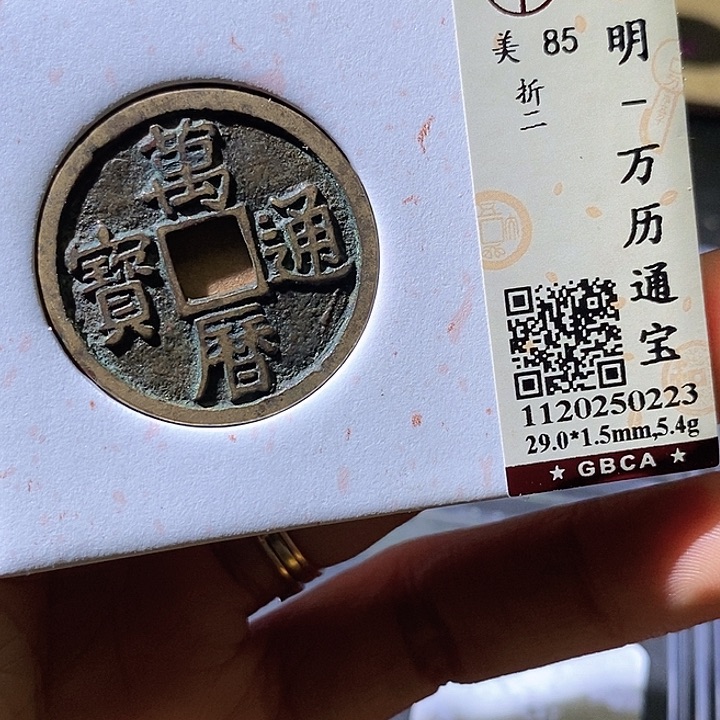 萬曆通寶
明-万历通宝
美 85
折二
1120250223
29.0*1.5mm,5.4g
★ GBCA ★